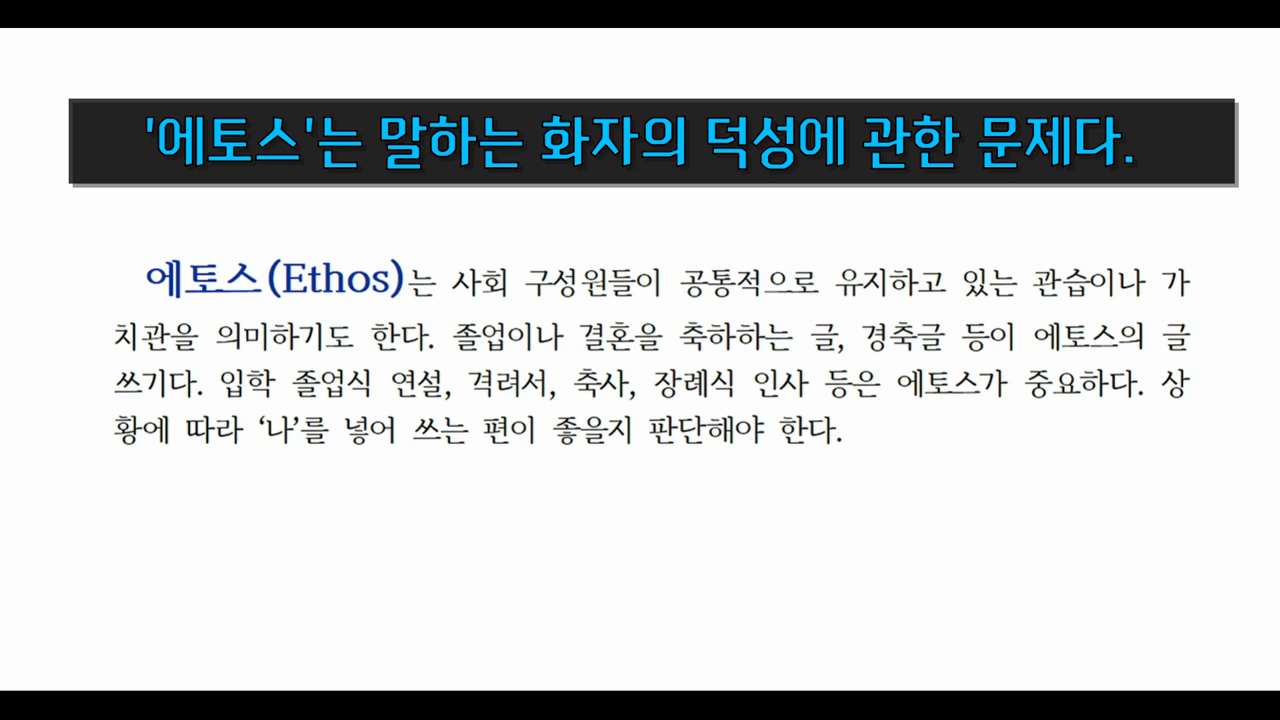 '에토스'는 말하는 화자의 덕성에 관한 문제다.
에토스(Ethos)는 사회 구성원들이 공통적으로 유지하고 있는 관습이나 가
치관을 의미하기도 한다. 졸업이나 결혼을 축하하는 글, 경축글 등이 에토스의 글
쓰기다. 입학 졸업식 연설, 격려서, 축사, 장례식 인사 등은 에토스가 중요하다. 상
황에 따라 ‘나’를 넣어 쓰는 편이 좋을지 판단해야 한다.